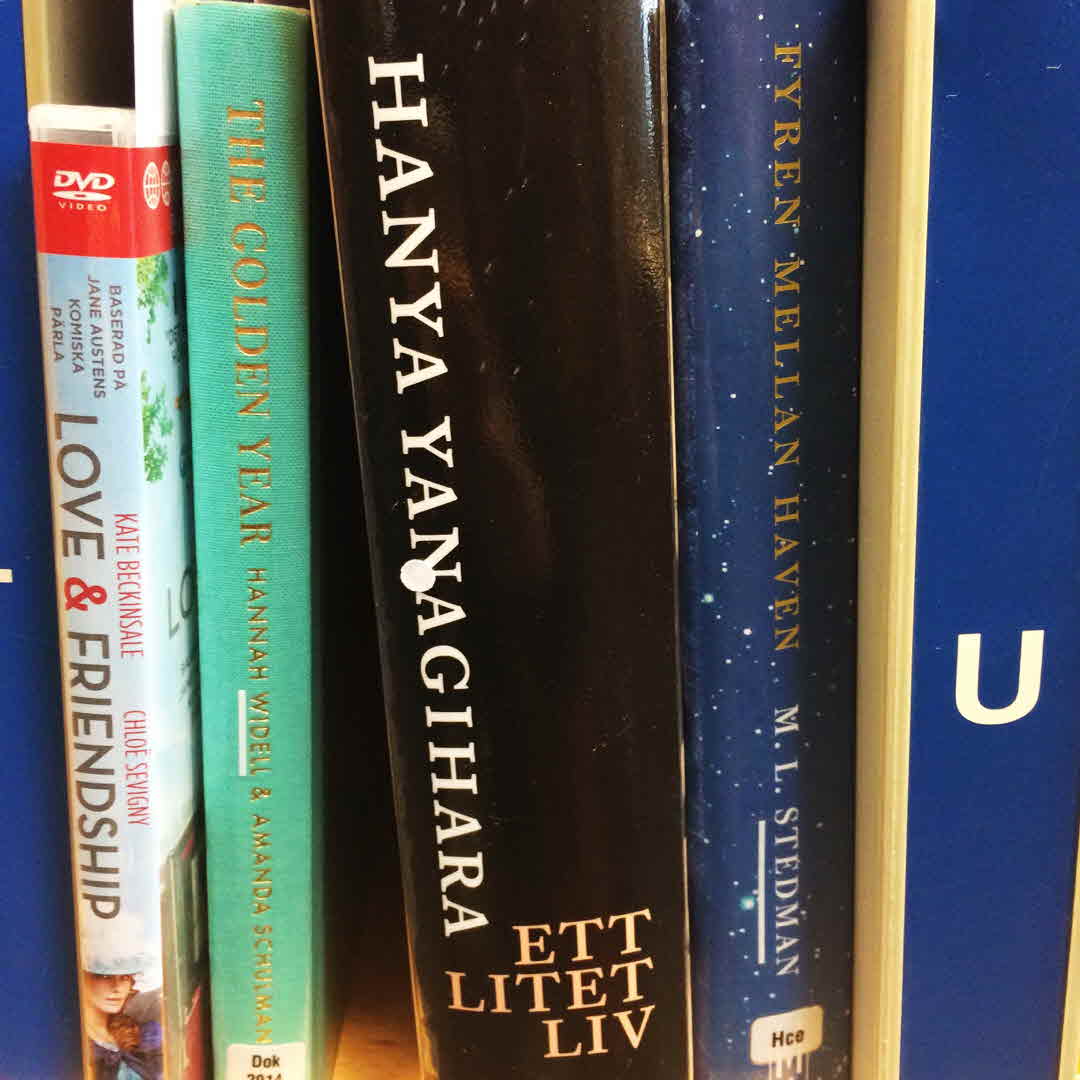 DVD
VIDEO
BASERAD PÅ
JANE AUSTENS
KOMISKA
PÄRLA
LOVE & FRIENDSHIP
KATE BECKINSALE
CHLOË SEVIGNY
THE GOLDEN YEAR
HANNAH WIDELL & AMANDA SCHULMAN
Dok
2014
HANYA YANAGIHARA
ETT
LITET
LIV
FYREN MELLAN HAVEN
M. L. STEDMAN
Hce
U